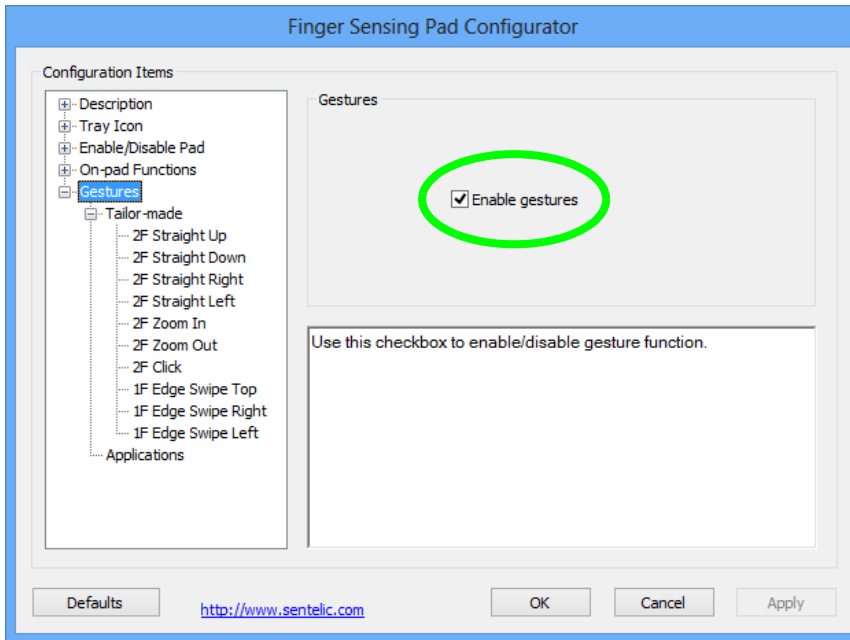 Finger Sensing Pad Configurator
Configuration Items
Description
Tray Icon
Enable/Disable Pad
On-pad Functions
Gestures
Tailor-made
2F Straight Up
2F Straight Down
2F Straight Right
2F Straight Left
2F Zoom In
2F Zoom Out
2F Click
1F Edge Swipe Top
1F Edge Swipe Right
1F Edge Swipe Left
Applications
Gestures
Enable gestures
Use this checkbox to enable/disable gesture function.
Defaults
http://www.sentelic.com
OK
Cancel
Apply